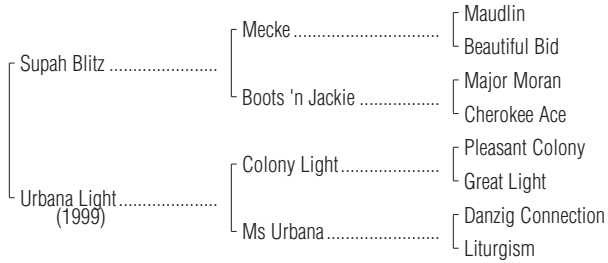 Maudlin
Mecke ....................................
Beautiful Bid
Supah Blitz ..........................
Major Moran
Boots 'n Jackie ...................
Cherokee Ace
Pleasant Colony
Colony Light........................
Great Light
Urbana Light........................
(1999)
Danzig Connection
Ms Urbana...........................
Liturgism